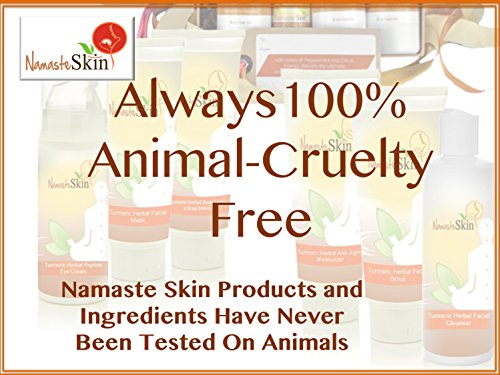 NamasteSkin
with notes of Peppermint and Citrus,
Always 100%
Animal-Cruelty
Free
NamasteSkin
Turmeric Herbal Peptide
Eye Cream
Turmeric Herbal Facial
Mask
NamasteSkin
Turmeric Herbal Anti-Aging
Moisturizer
Turmeric Herbal Facial
Scrub
NamasteSkin
Turmeric Herbal Facial
Cleanser
Namaste Skin Products and
Ingredients Have Never
Been Tested On Animals